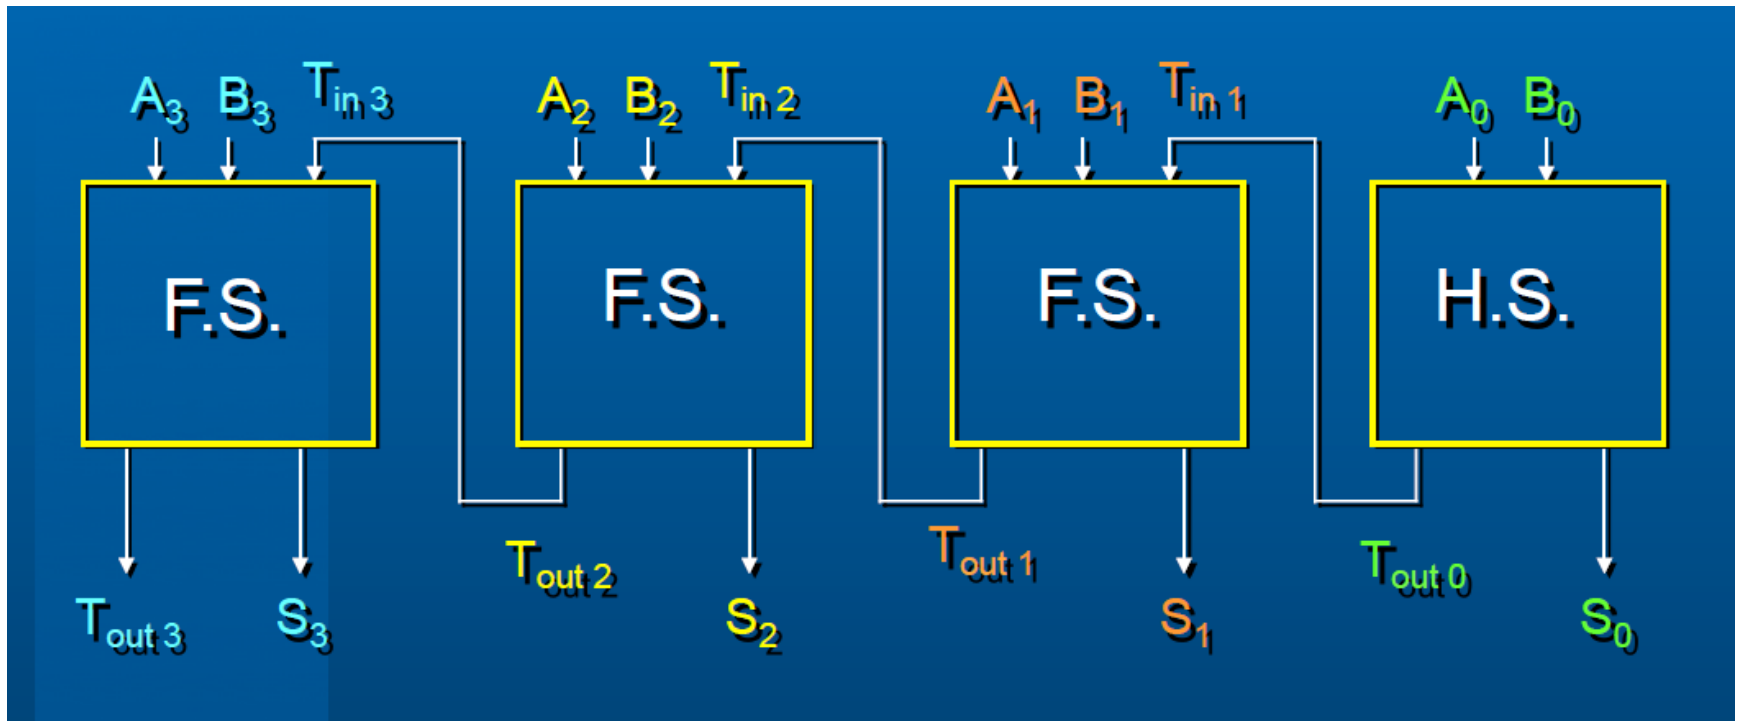 A3 B3 Tin 3 A2 B2 Tin 2 A1 B1 Tin 1 A0 B0
F.S. F.S. F.S. H.S.
Tout 2 Tout 1 Tout 0
Tout 3 S3 S2 S1 S0